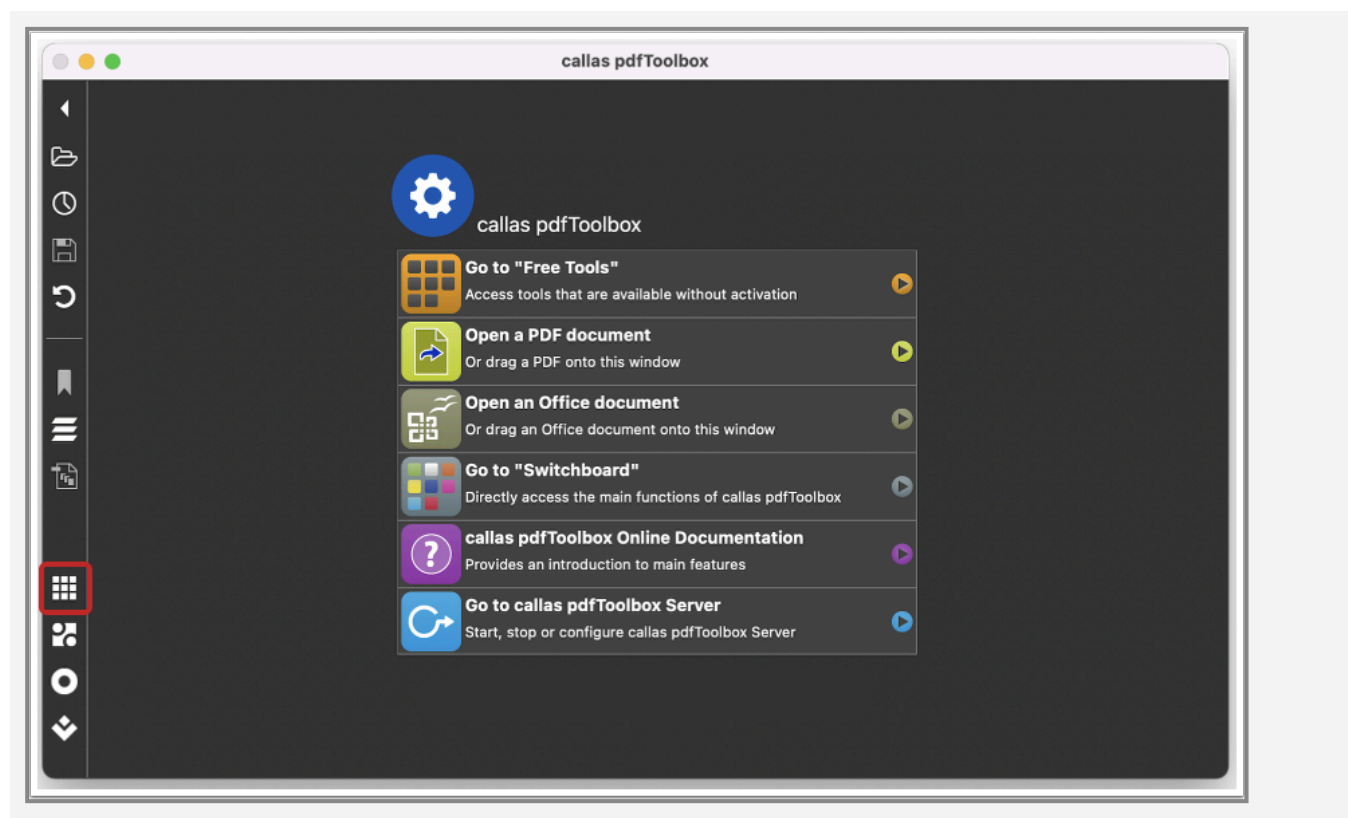 callas pdfToolbox
callas pdfToolbox
Go to "Free Tools"
Access tools that are available without activation
Open a PDF document
Or drag a PDF onto this window
Open an Office document
Or drag an Office document onto this window
Go to "Switchboard"
Directly access the main functions of callas pdfToolbox
callas pdfToolbox Online Documentation
Provides an introduction to main features
Go to callas pdfToolbox Server
Start, stop or configure callas pdfToolbox Server